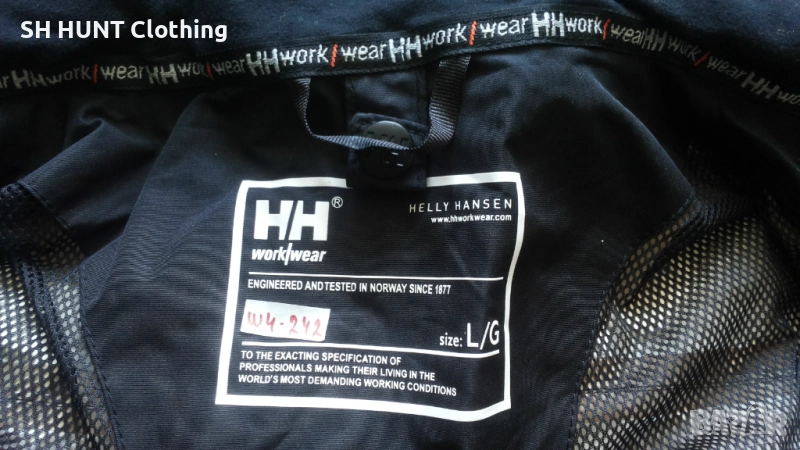 SH HUNT Clothing
HHwork/wear HHwork/wear HHwork/wear HHwork/wearHHwork/wear
HH®
work/wear
HELLY HANSEN
www.hhworkwear.com
ENGINEERED AND TESTED IN NORWAY SINCE 1877
W4-242
size: L/G
TO THE EXACTING SPECIFICATION OF
PROFESSIONALS MAKING THEIR LIVING IN THE
WORLD'S MOST DEMANDING WORKING CONDITIONS